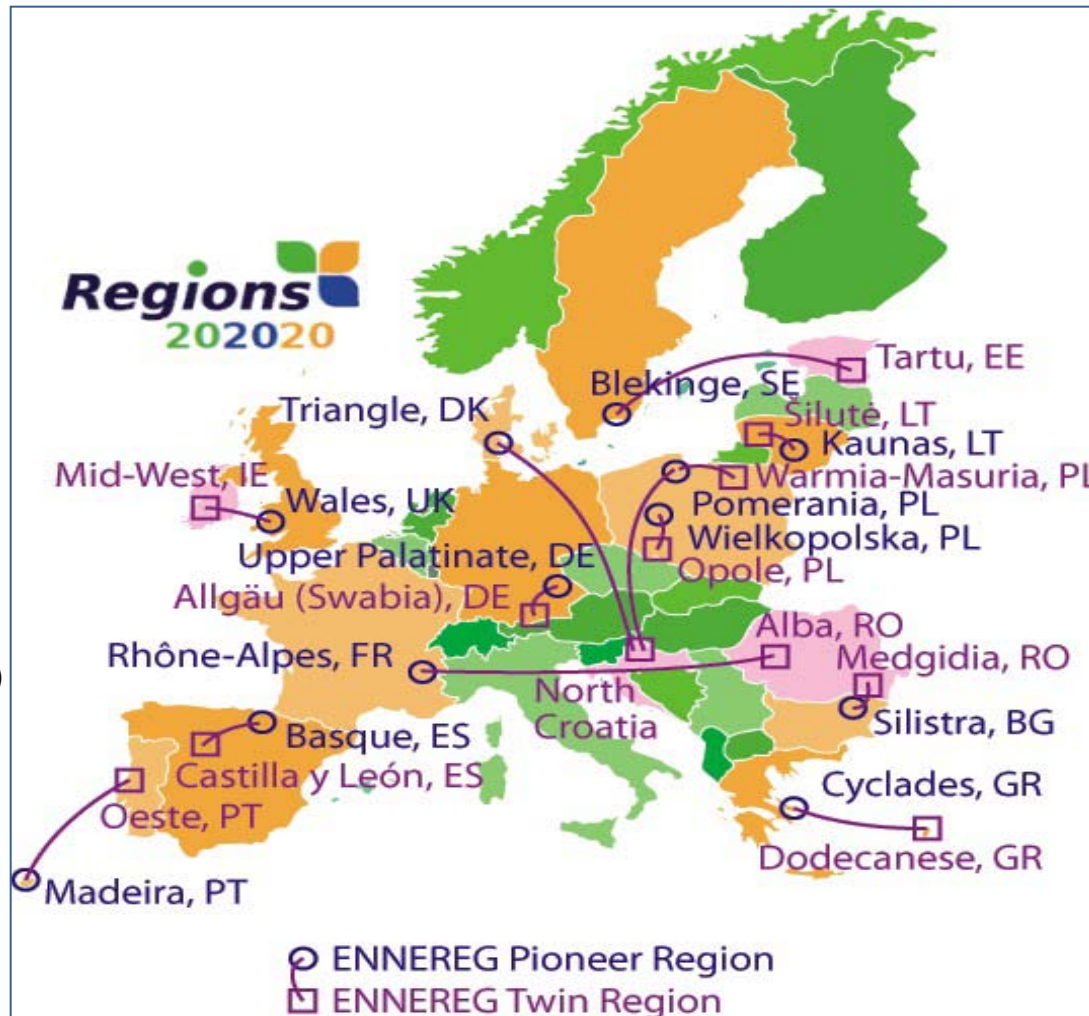 Regions
202020
Tartu, EE
Blekinge, SE
Triangle, DK
Šilutė, LT
Kaunas, LT
Mid-West, IE
Warmia-Masuria, PL
Wales, UK
Pomerania, PL
Wielkopolska, PL
Upper Palatinate, DE
Opole, PL
Allgäu (Swabia), DE
Alba, RO
Rhône-Alpes, FR
Medgidia, RO
North
Croatia
Basque, ES
Silistra, BG
Castilla y León, ES
Cyclades, GR
Oeste, PT
Dodecanese, GR
Madeira, PT
ENNEREG Pioneer Region
ENNEREG Twin Region